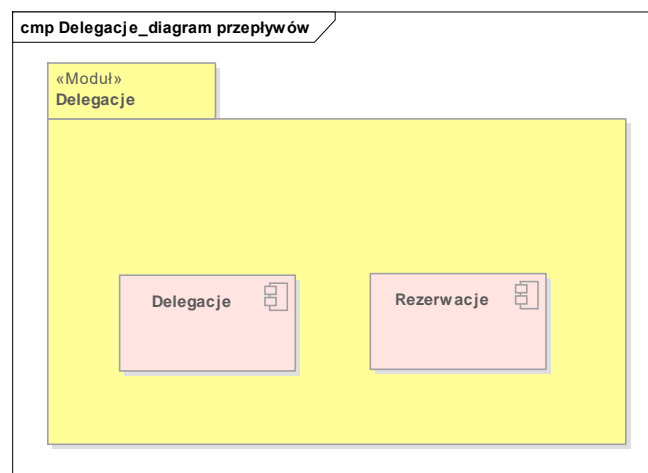 cmp Delegacje_diagram przepływów
«Moduł»
Delegacje
Delegacje
Rezerwacje